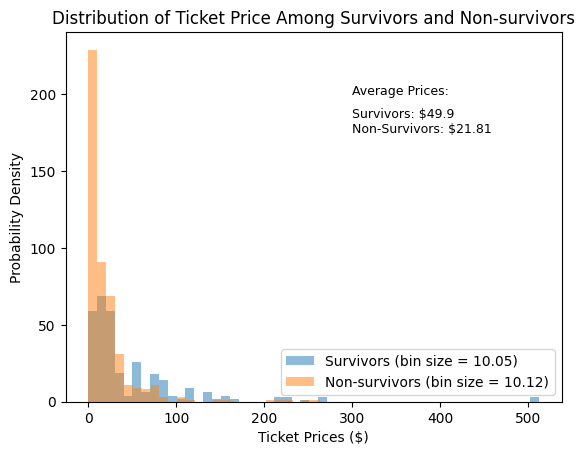 Distribution of Ticket Price Among Survivors and Non-survivors
Average Prices:
Survivors: $49.9
Non-Survivors: $21.81
Probability Density
200
150
100
50
0
Survivors (bin size = 10.05)
Non-survivors (bin size = 10.12)
0 100 200 300 400 500
Ticket Prices ($)